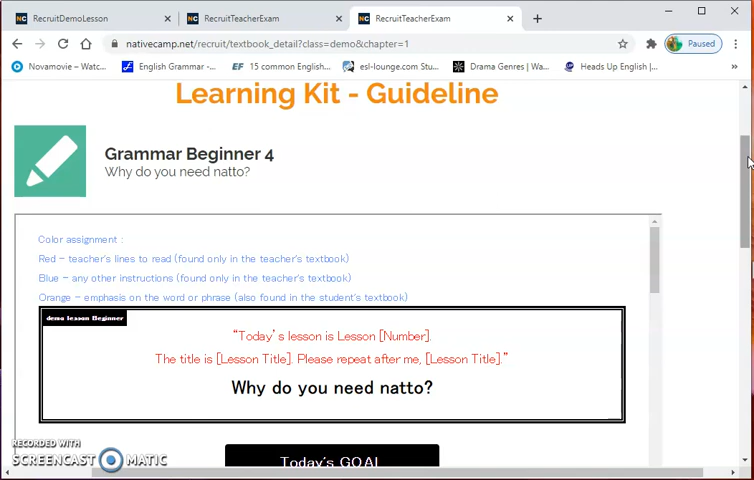 RecruitDemoLesson
RecruitTeacherExam
RecruitTeacherExam
nativecamp.net/recruit/textbook_detail?class=demo&chapter=1
Paused
Novamovie – Watc...
English Grammar -...
EF 15 common English...
esl-lounge.com Stu...
Drama Genres | Wa...
Heads Up English |...
Learning Kit - Guideline
Grammar Beginner 4
Why do you need natto?
Color assignment :
Red – teacher's lines to read (found only in the teacher's textbook)
Blue – any other instructions (found only in the teacher's textbook)
Orange – emphasis on the word or phrase (also found in the student's textbook)
demo lesson Beginner
“Today's lesson is Lesson [Number].
The title is [Lesson Title]. Please repeat after me, [Lesson Title].”
Why do you need natto?
Today's GOAL
RECORDED WITH
SCREENCAST MATIC